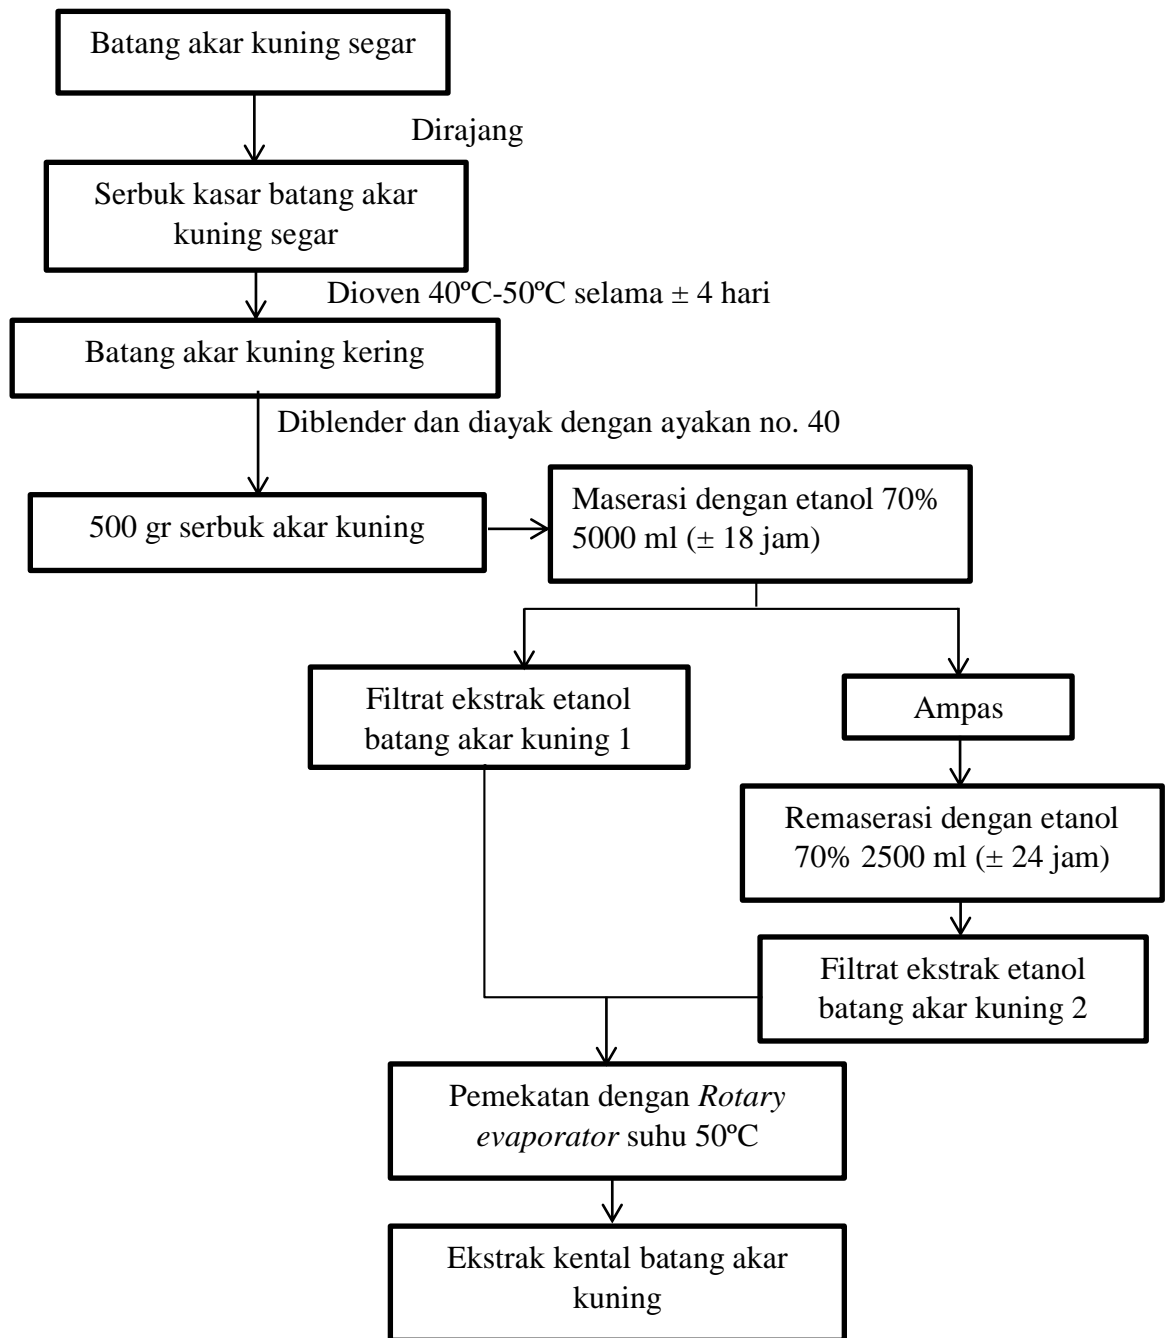 Batang akar kuning segar
Dirajang
Serbuk kasar batang akar
kuning segar
Dioven 40ºC-50ºC selama ± 4 hari
Batang akar kuning kering
Diblender dan diayak dengan ayakan no. 40
500 gr serbuk akar kuning
Maserasi dengan etanol 70%
5000 ml (± 18 jam)
Filtrat ekstrak etanol
batang akar kuning 1
Ampas
Remaserasi dengan etanol
70% 2500 ml (± 24 jam)
Filtrat ekstrak etanol
batang akar kuning 2
Pemekatan dengan Rotary
evaporator suhu 50ºC
Ekstrak kental batang akar
kuning